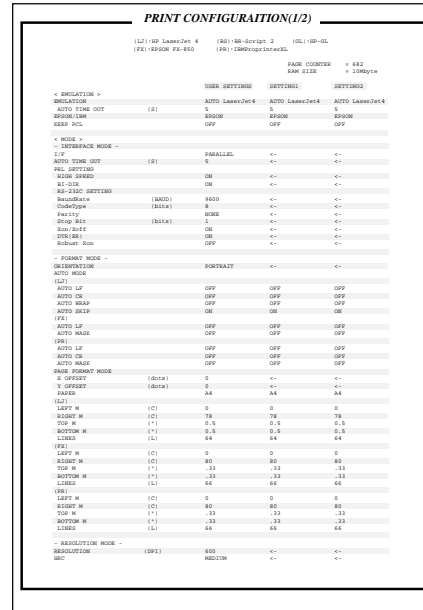 PRINT CONFIGURAITION(1/2)
(LJ):HP LaserJet 4 (BS):BR-Script 2 (GL):HP-GL
(FX):EPSON FX-850 (PR):IBMProprinterXL
PAGE COUNTER = 682
RAM SIZE = 10Mbyte
USER SETTINGS SETTING1 SETTING2
< EMULATION >
EMULATION AUTO LaserJet4 AUTO LaserJet4 AUTO LaserJet4
AUTO TIME OUT (S) 5 5 5
EPSON/IBM EPSON EPSON EPSON
KEEP PCL OFF OFF OFF
< MODE >
- INTERFACE MODE -
I/F PARALLEL <- <-
AUTO TIME OUT (S) 5 <- <-
PRL SETTING
HIGH SPEED ON <- <-
BI-DIR ON <- <-
RS-232C SETTING
BaundRate (BAUD) 9600 <- <-
CodeType (bits) 8 <- <-
Parity NONE <- <-
Stop Bit (bits) 1 <- <-
Xon/Xoff ON <- <-
DTR(ER) ON <- <-
Robust Xon OFF <- <-
- FORMAT MODE -
ORIENTATION PORTRAIT <- <-
AUTO MODE
(LJ)
AUTO LF OFF OFF OFF
AUTO CR OFF OFF OFF
AUTO WRAP OFF OFF OFF
AUTO SKIP ON ON ON
(FX)
AUTO LF OFF OFF OFF
AUTO MASK OFF OFF OFF
(PR)
AUTO LF OFF OFF OFF
AUTO CR OFF OFF OFF
AUTO MASK OFF OFF OFF
PAGE FORMAT MODE
X OFFSET (dots) 0 <- <-
Y OFFSET (dots) 0 <- <-
PAPER A4 A4 A4
(LJ)
LEFT M (C) 0 0 0
RIGHT M (C) 78 78 78
TOP M (") 0.5 0.5 0.5
BOTTOM M (") 0.5 0.5 0.5
LINES (L) 64 64 64
(FX)
LEFT M (C) 0 0 0
RIGHT M (C) 80 80 80
TOP M (") .33 .33 .33
BOTTOM M (") .33 .33 .33
LINES (L) 66 66 66
(PR)
LEFT M (C) 0 0 0
RIGHT M (C) 80 80 80
TOP M (") .33 .33 .33
BOTTOM M (") .33 .33 .33
LINES (L) 66 66 66
- RESOLUTION MODE -
RESOLUTION (DPI) 600 <- <-
HRC MEDIUM <- <-